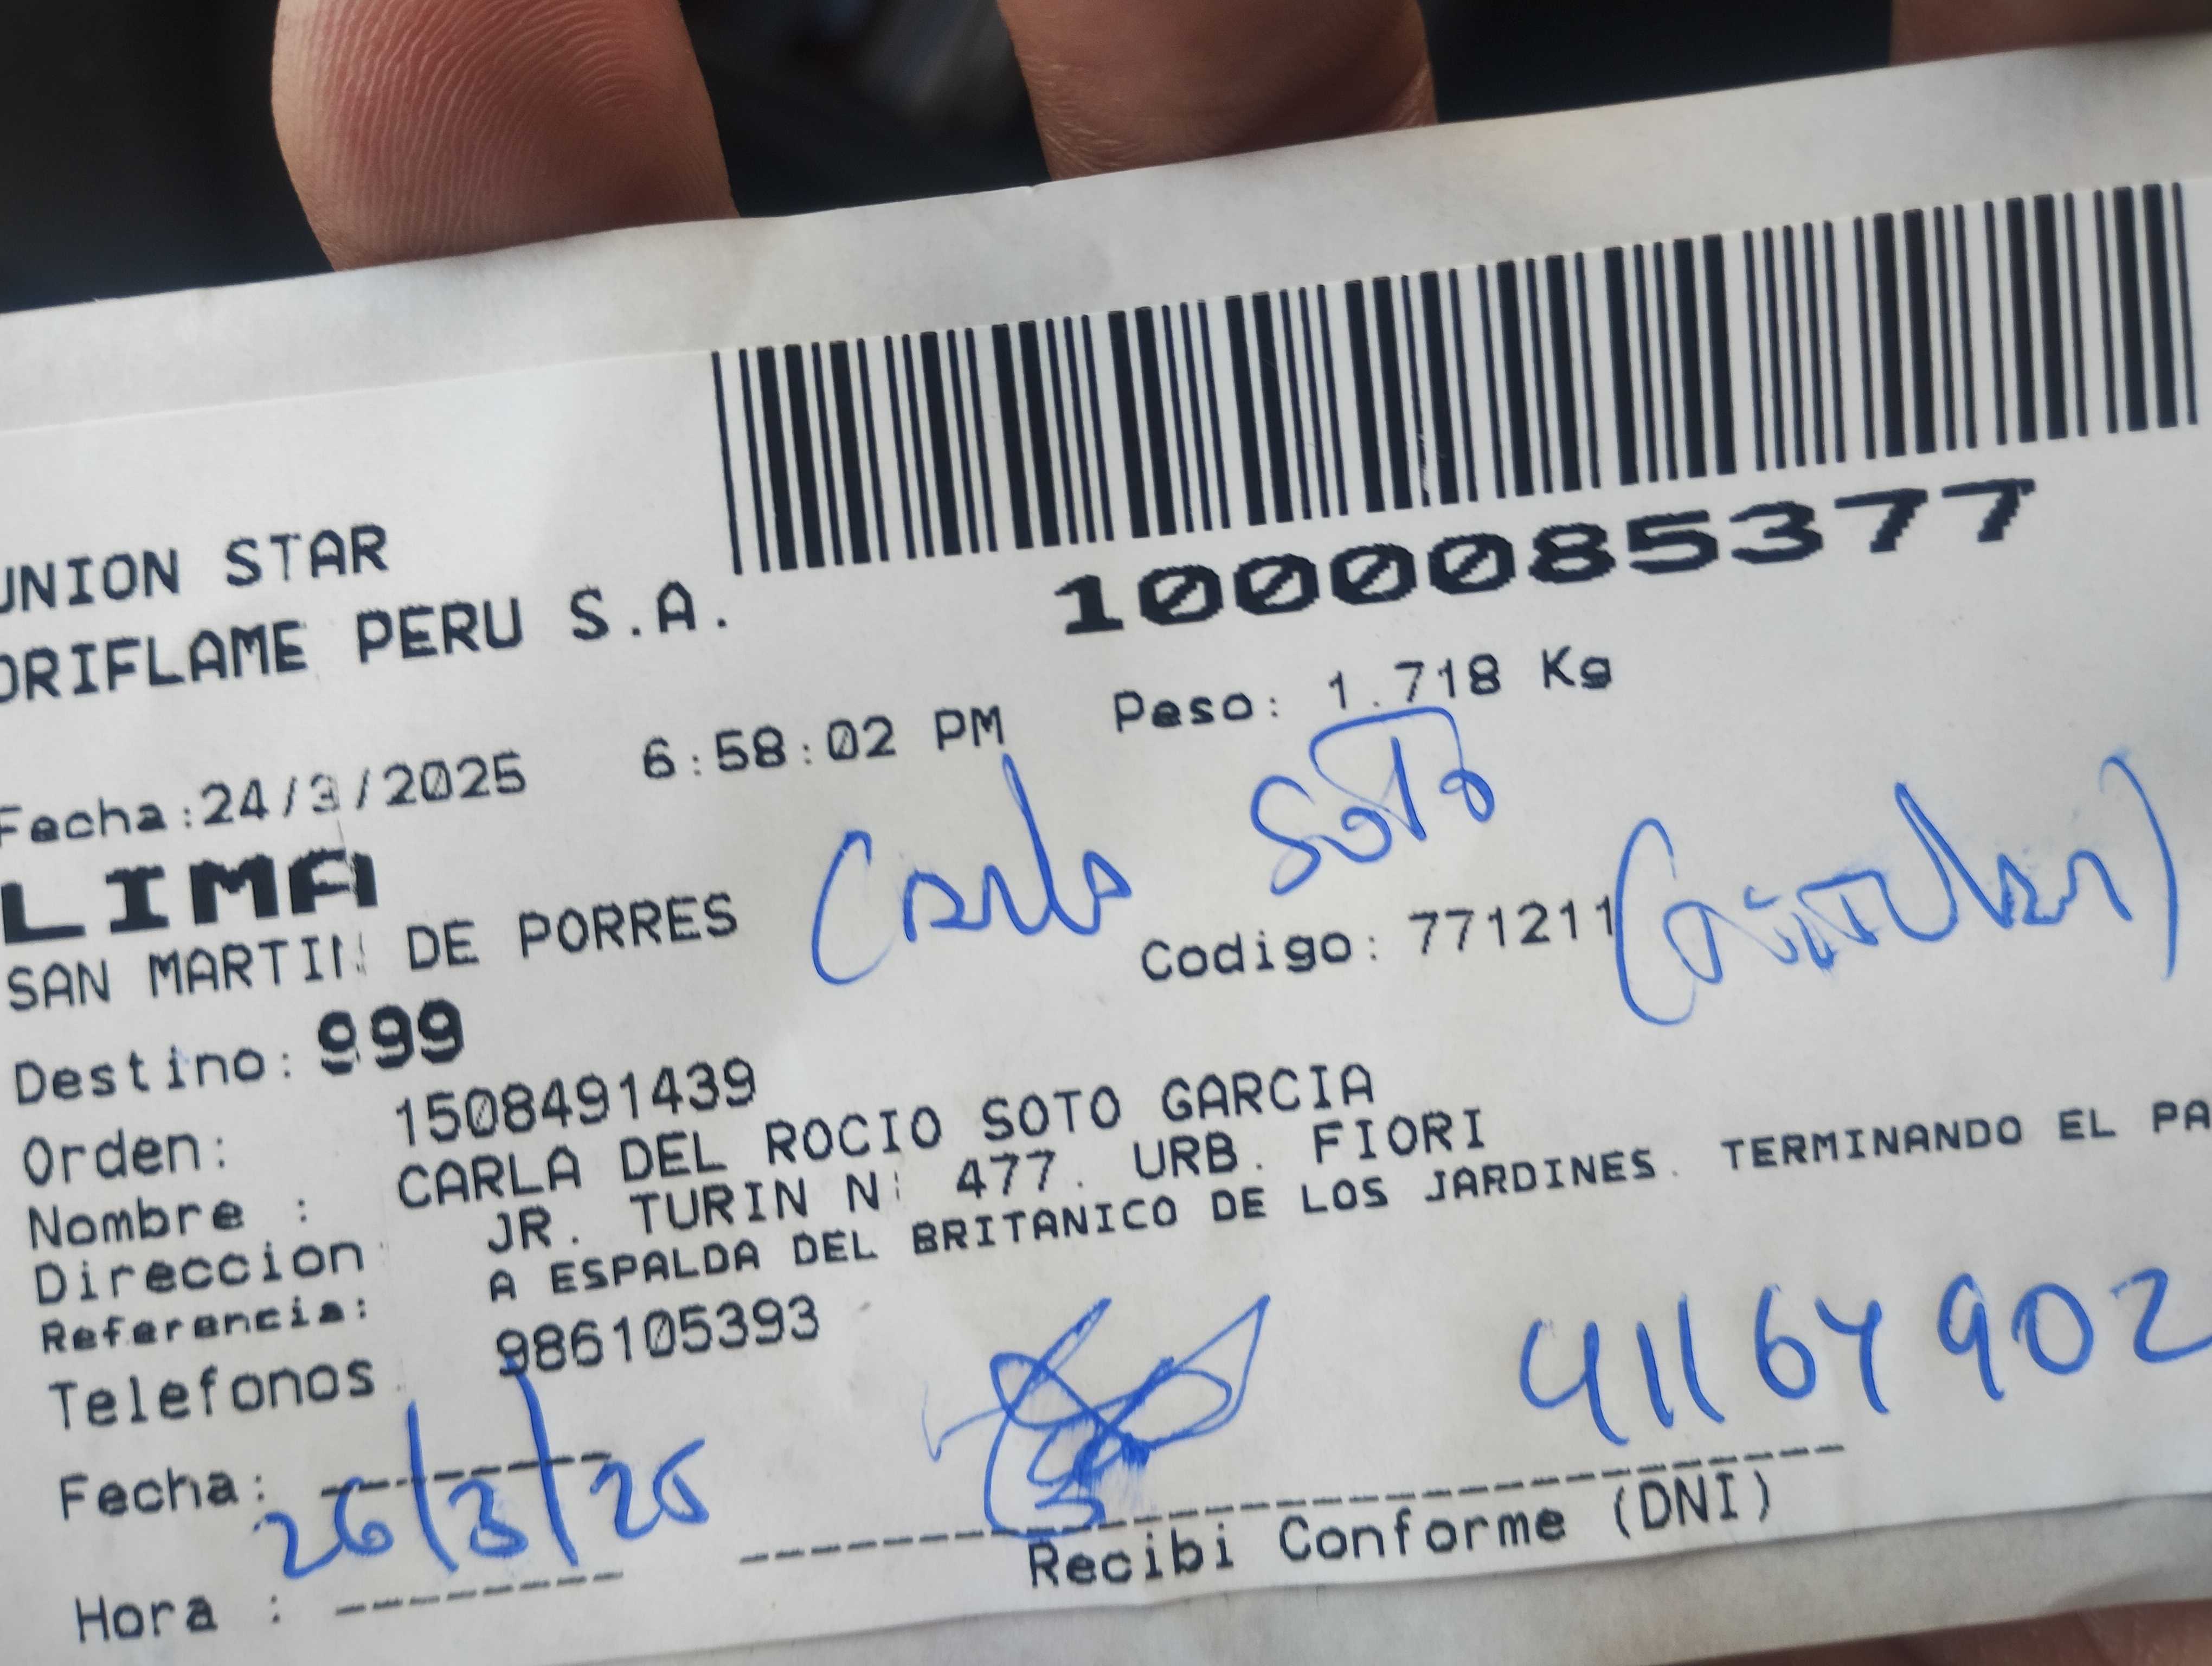 UNION STAR
ORIFLAME PERU S.A.
1000085377
Fecha:24/3/2025 6:58:02 PM Peso: 1.718 Kg
LIMA
Carla Soto
SAN MARTIN DE PORRES
Codigo: 771211 (Titular)
Destino: 999
Orden: 1508491439
Nombre : CARLA DEL ROCIO SOTO GARCIA
Direccion JR. TURIN N: 477. URB. FIORI
Referencia: A ESPALDA DEL BRITANICO DE LOS JARDINES. TERMINANDO EL PA
Telefonos 986105393
Fecha: 26/3/25
41164902
Hora :
Recibi Conforme (DNI)